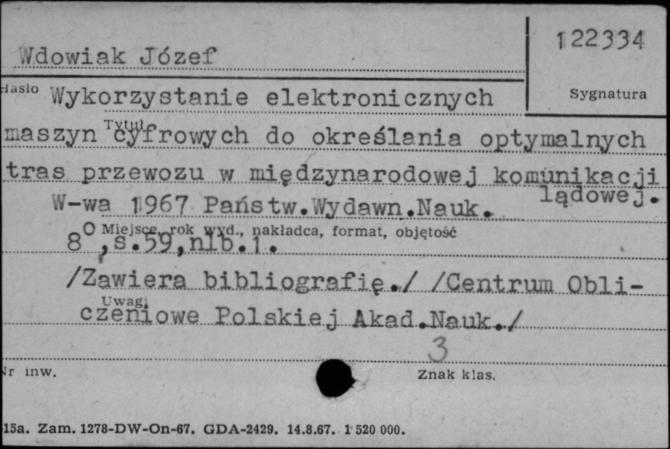 122334
Wdowiak Józef
Hasło Wykorzystanie elektronicznych
Sygnatura
Tytuł
maszyn cyfrowych do określania optymalnych
tras przewozu w międzynarodowej komunikacji
lądowej.
W-wa 1967 Państw.Wydawn.Nauk.
Miejsce, rok wyd., nakładca, format, objętość
8°,s.59,nlb.1.
/Zawiera bibliografię./ /Centrum Obli-
Uwagi
czeniowe Polskiej Akad.Nauk./
3
Nr inw.
Znak klas.
15a. Zam. 1278-DW-On-67. GDA-2429. 14.8.67. 1 520 000.